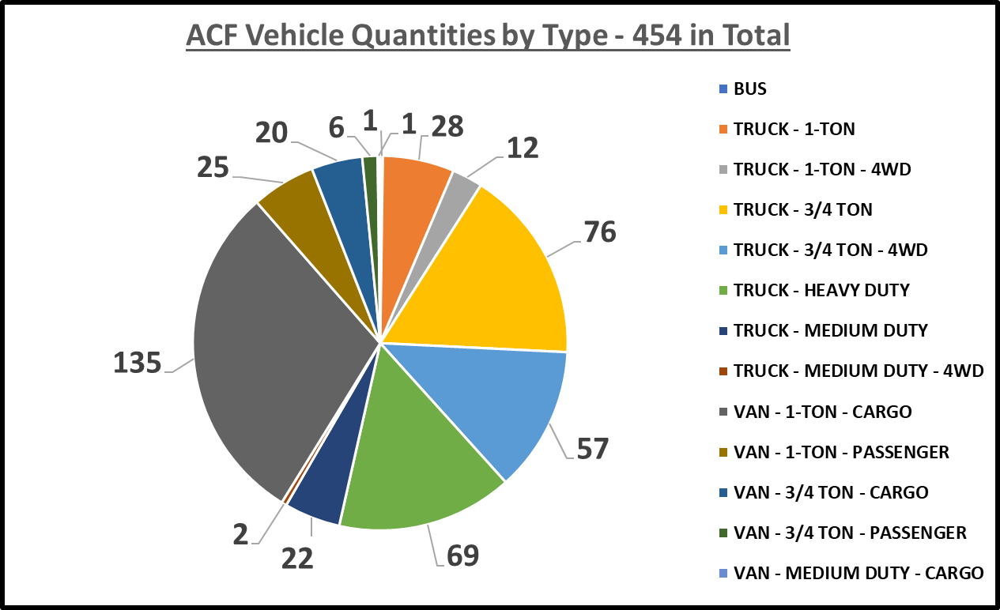 ACF Vehicle Quantities by Type - 454 in Total
1
28
12
76
57
69
22
2
135
25
20
6
1
BUS
TRUCK - 1-TON
TRUCK - 1-TON - 4WD
TRUCK - 3/4 TON
TRUCK - 3/4 TON - 4WD
TRUCK - HEAVY DUTY
TRUCK - MEDIUM DUTY
TRUCK - MEDIUM DUTY - 4WD
VAN - 1-TON - CARGO
VAN - 1-TON - PASSENGER
VAN - 3/4 TON - CARGO
VAN - 3/4 TON - PASSENGER
VAN - MEDIUM DUTY - CARGO